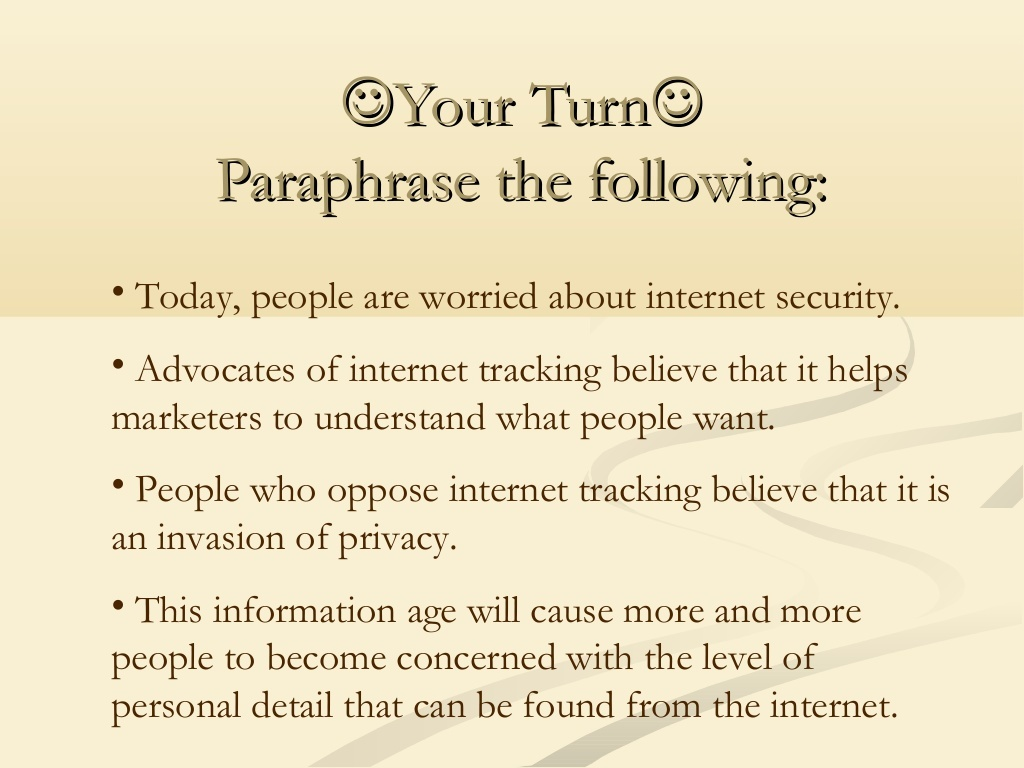 ☺Your Turn☺
Paraphrase the following:
• Today, people are worried about internet security.
• Advocates of internet tracking believe that it helps
marketers to understand what people want.
• People who oppose internet tracking believe that it is
an invasion of privacy.
• This information age will cause more and more
people to become concerned with the level of
personal detail that can be found from the internet.